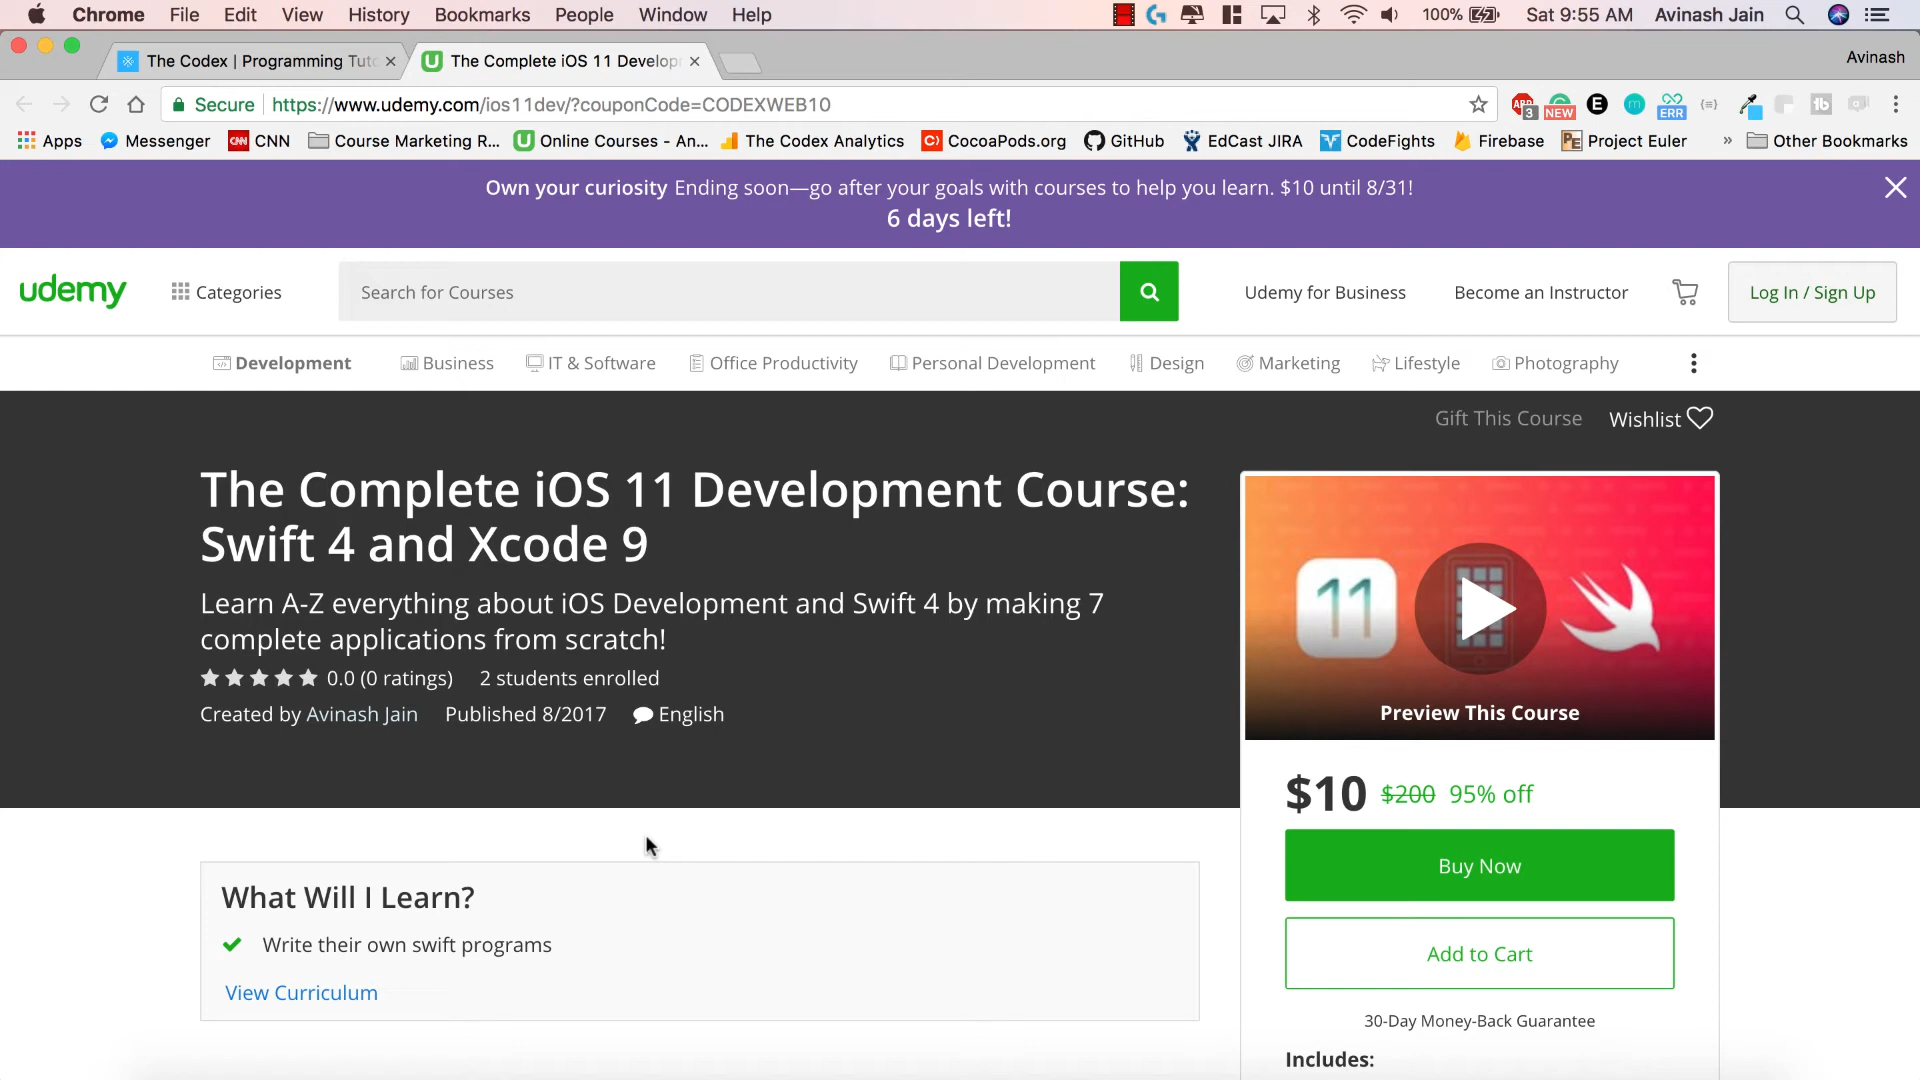 Chrome File Edit View History Bookmarks People Window Help 100% Sat 9:55 AM Avinash Jain
The Codex | Programming Tuto
The Complete iOS 11 Develop
Avinash
Secure https://www.udemy.com/ios11dev/?couponCode=CODEXWEB10
ABP 3 NEW E m ERR tb
Apps Messenger CNN Course Marketing R... Online Courses - An... The Codex Analytics CocoaPods.org GitHub EdCast JIRA CodeFights Firebase Project Euler » Other Bookmarks
Own your curiosity Ending soon—go after your goals with courses to help you learn. $10 until 8/31!
6 days left!
udemy Categories Search for Courses Udemy for Business Become an Instructor Log In / Sign Up
Development Business IT & Software Office Productivity Personal Development Design Marketing Lifestyle Photography
Gift This Course Wishlist
The Complete iOS 11 Development Course:
Swift 4 and Xcode 9
Learn A-Z everything about iOS Development and Swift 4 by making 7
complete applications from scratch!
0.0 (0 ratings) 2 students enrolled
Created by Avinash Jain Published 8/2017 English
11
Preview This Course
$10 $200 95% off
Buy Now
Add to Cart
30-Day Money-Back Guarantee
Includes:
What Will I Learn?
Write their own swift programs
View Curriculum